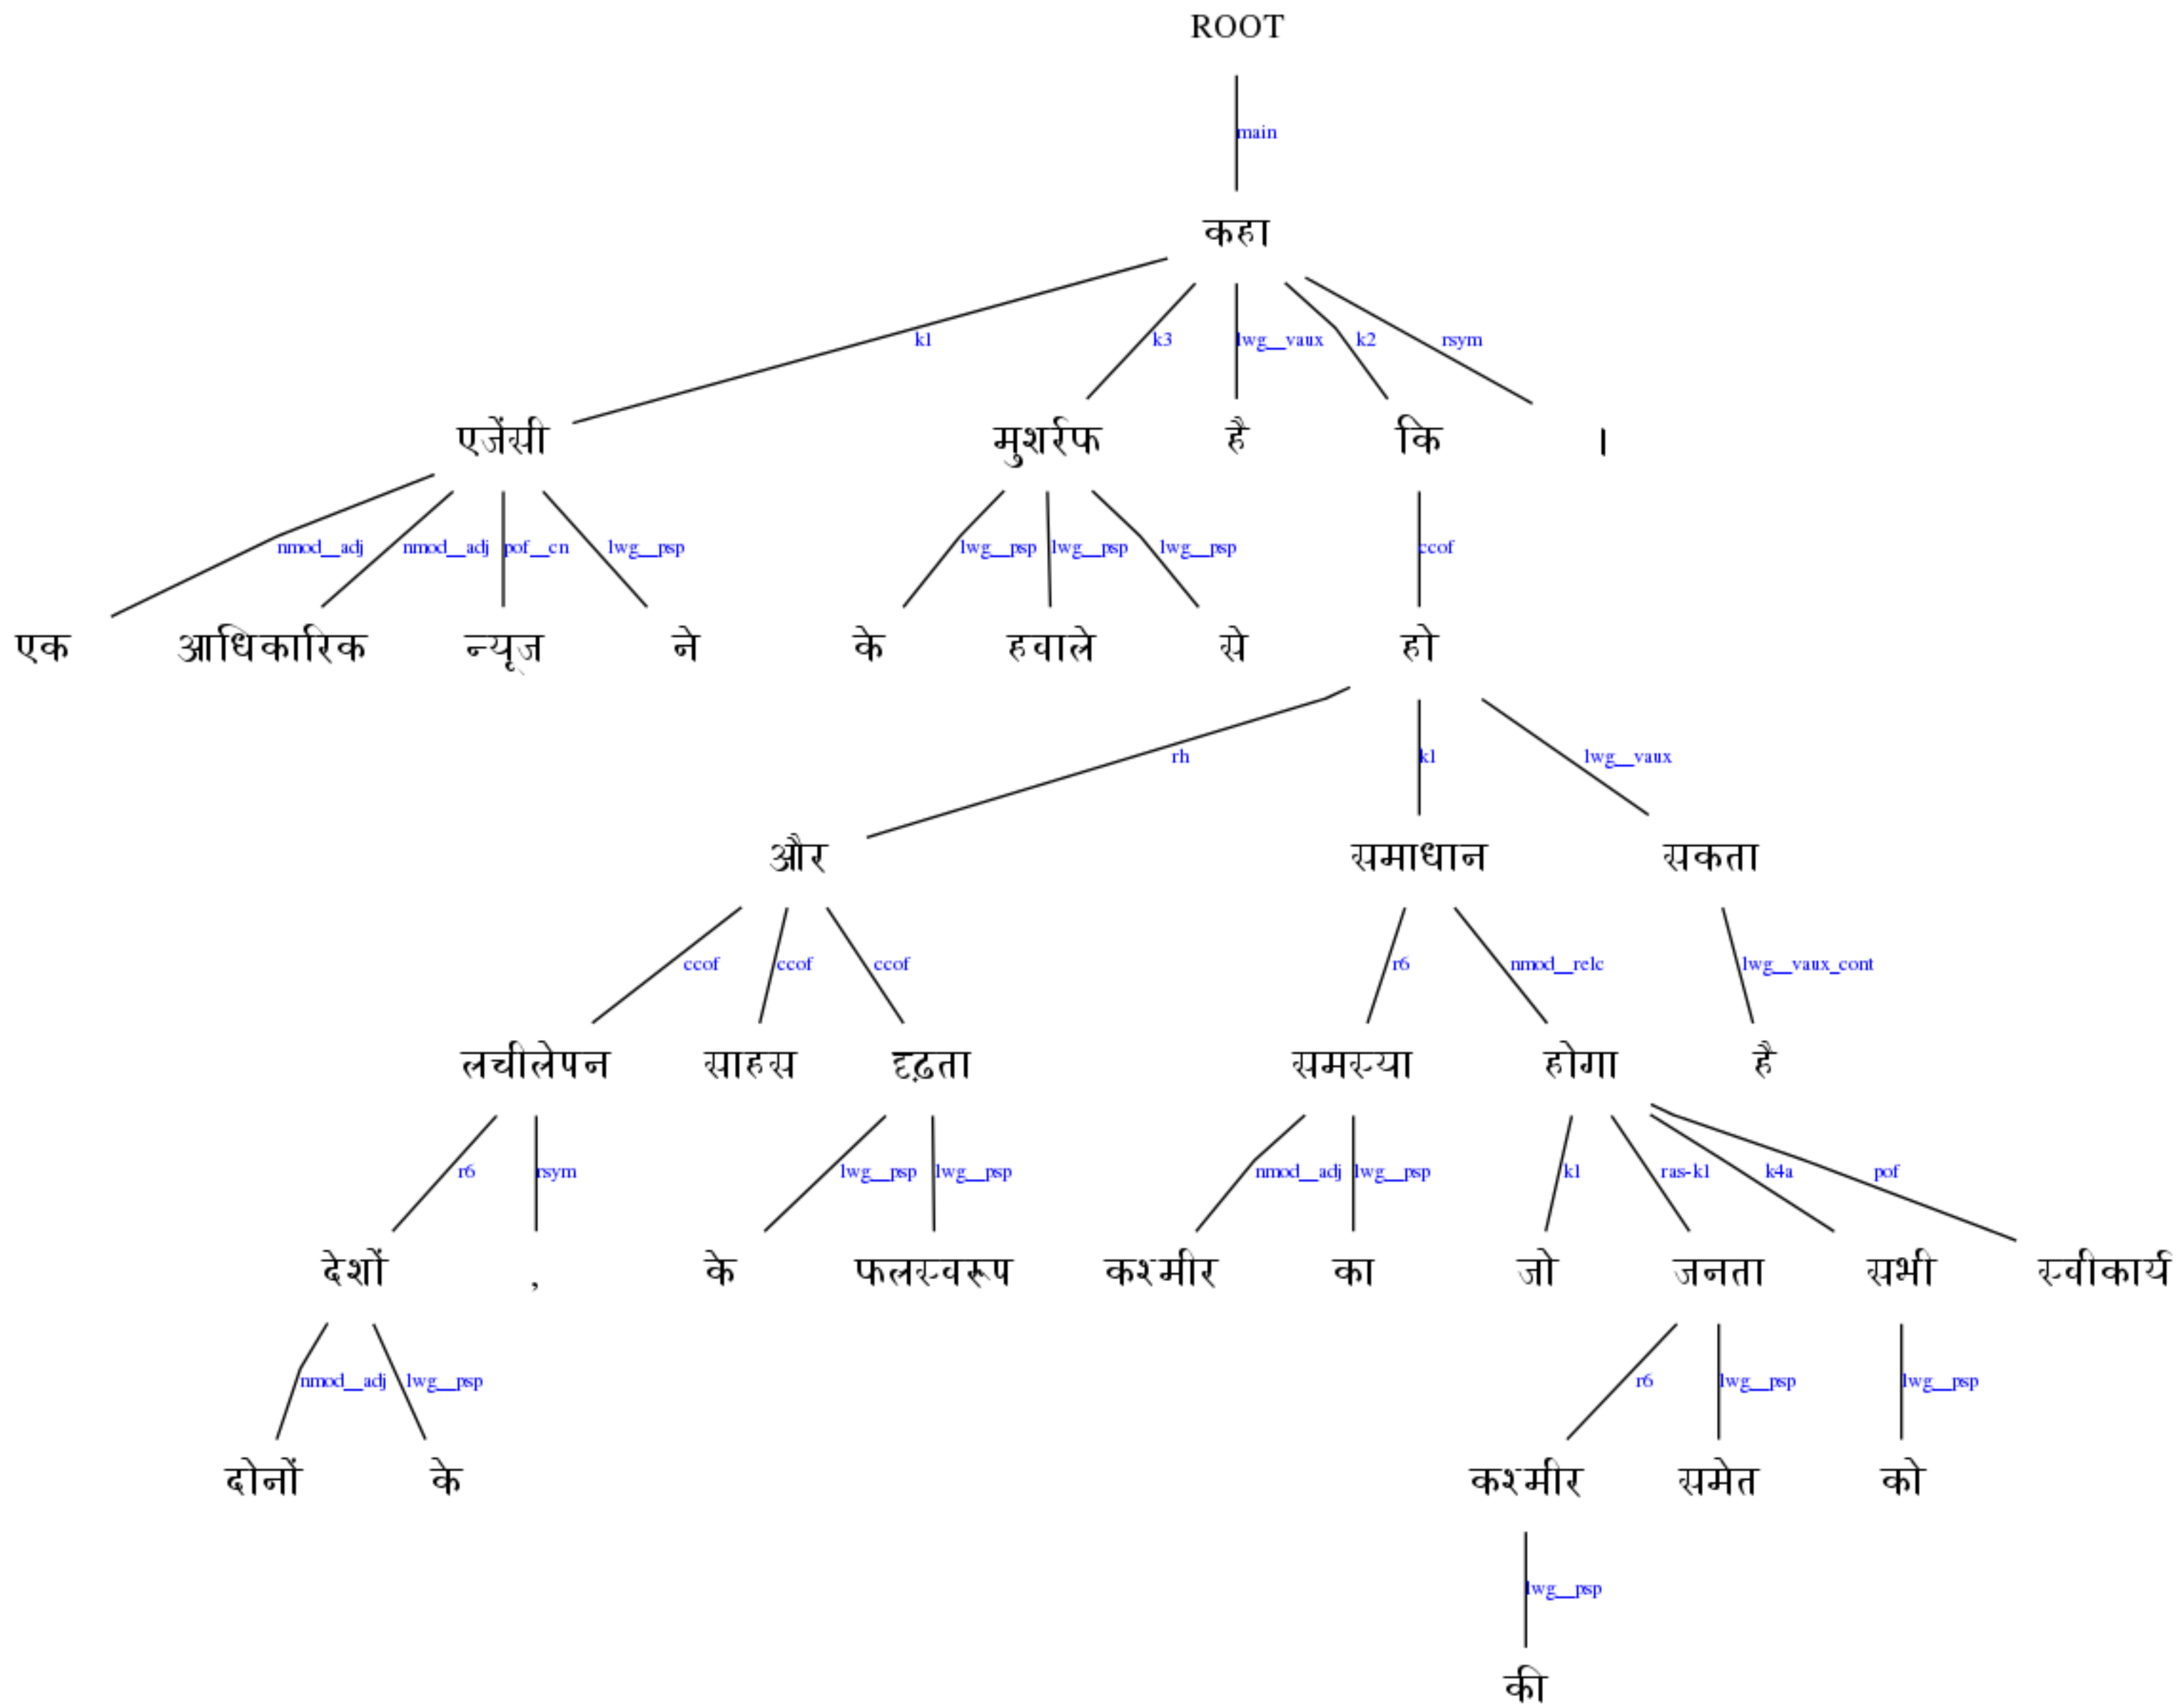 ROOT
main
कहा
k1 k3 lwg__vaux k2 rsym
एजेंसी मुशर्रफ है कि ।
nmod__adj nmod__adj pof__cn lwg__psp lwg__psp lwg__psp lwg__psp ccof
एक आधिकारिक न्यूज ने के हवाले से हो
rh k1 lwg__vaux
और समाधान सकता
ccof ccof ccof r6 nmod__relc lwg__vaux_cont
लचीलेपन साहस दृढ़ता समस्या होगा है
r6 rsym lwg__psp lwg__psp nmod__adj lwg__psp k1 ras-k1 k4a pof
देशों , के फलस्वरूप कश्मीर का जो जनता सभी स्वीकार्य
nmod__adj lwg__psp r6 lwg__psp lwg__psp
दोनों के कश्मीर समेत को
lwg__psp
की